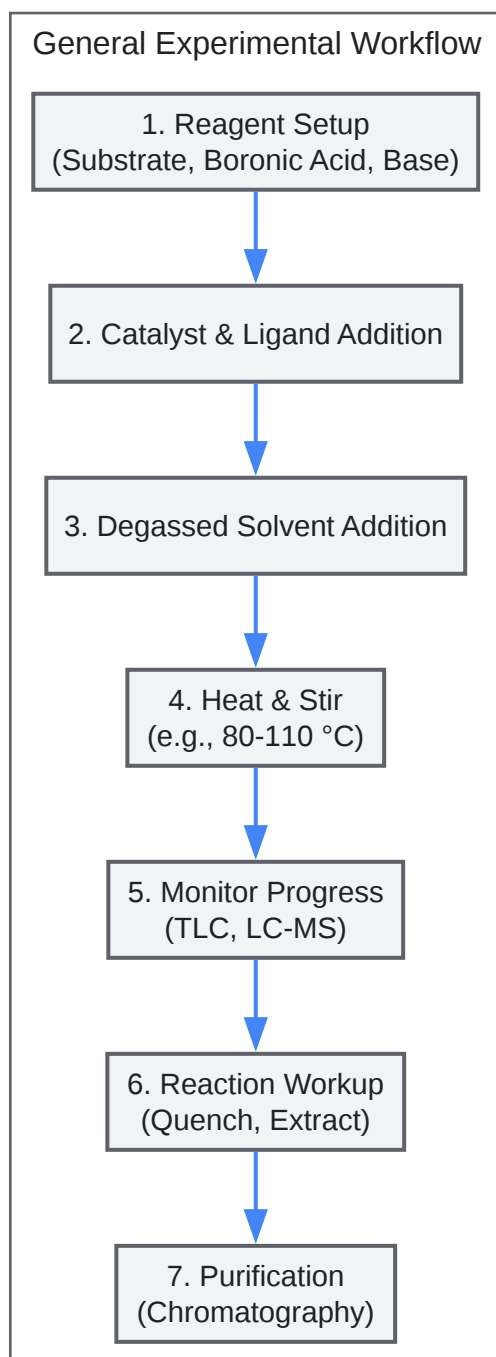 General Experimental Workflow
1. Reagent Setup
(Substrate, Boronic Acid, Base)
2. Catalyst & Ligand Addition
3. Degassed Solvent Addition
4. Heat & Stir
(e.g., 80-110 °C)
5. Monitor Progress
(TLC, LC-MS)
6. Reaction Workup
(Quench, Extract)
7. Purification
(Chromatography)